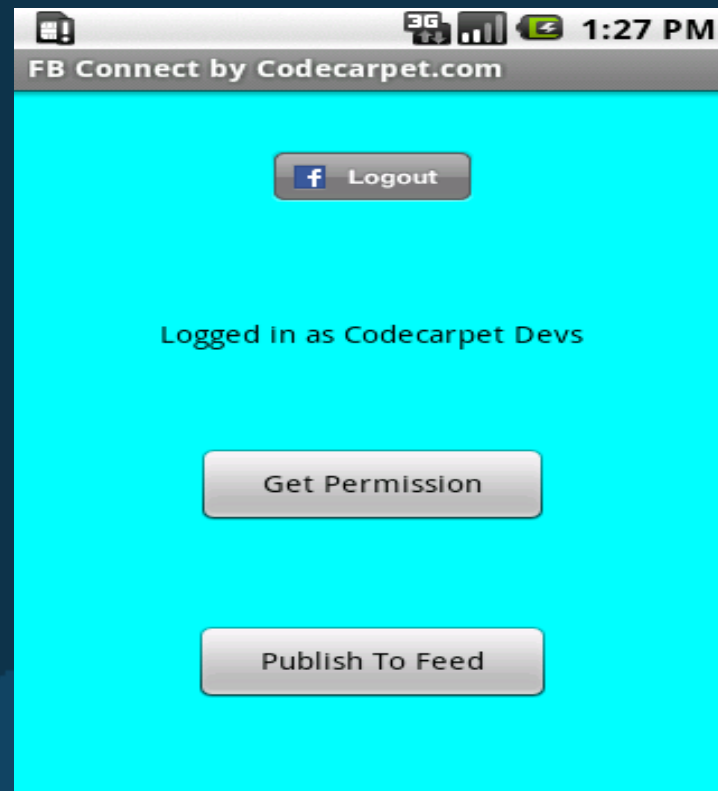 3G 1:27 PM
FB Connect by Codecarpet.com
f Logout
Logged in as Codecarpet Devs
Get Permission
Publish To Feed